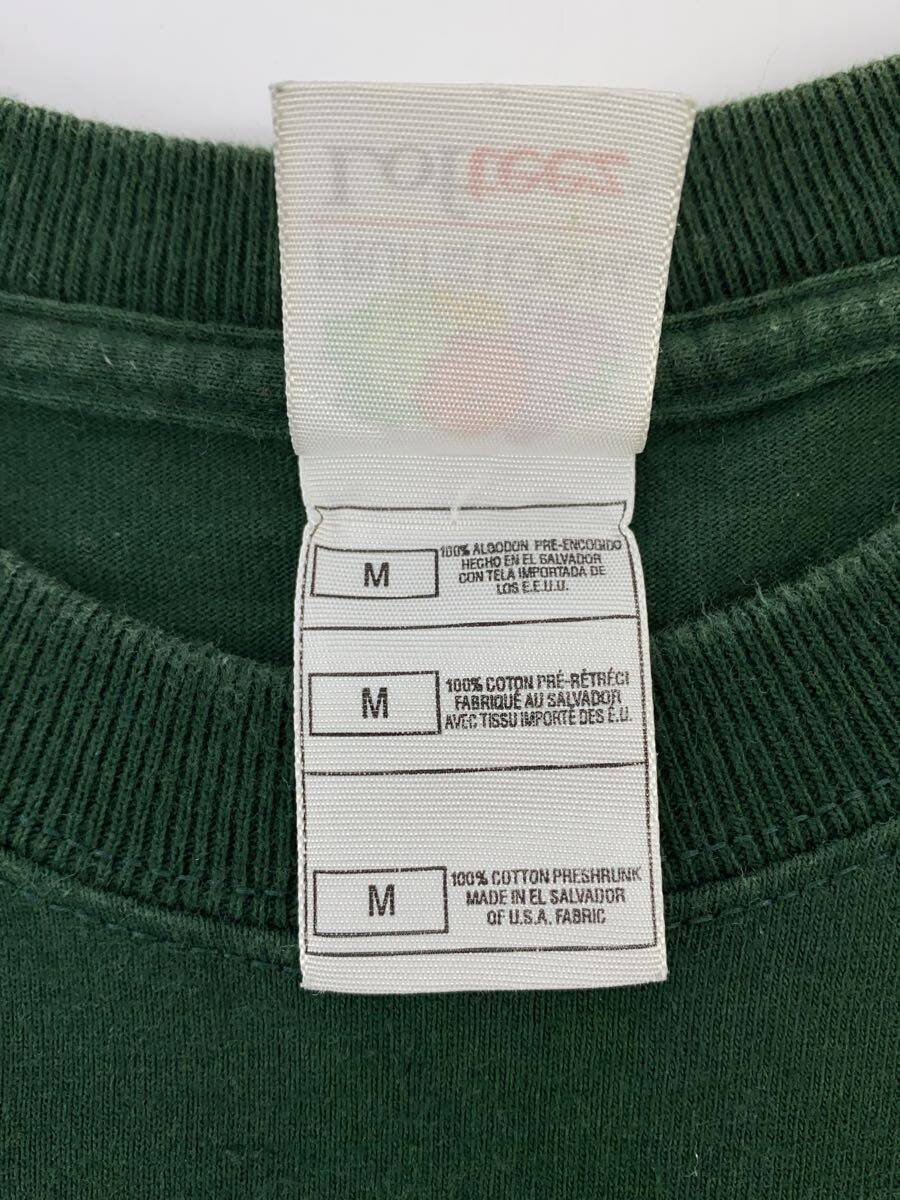 M
100% ALGODON PRE-ENCOGIDO
HECHO EN EL SALVADOR
CON TELA IMPORTADA DE
LOS E.E.U.U.
M
100% COTON PRÉ-RÉTRÉCI
FABRIQUÉ AU SALVADOR
AVEC TISSU IMPORTÉ DES É.U.
M
100% COTTON PRESHRUNK
MADE IN EL SALVADOR
OF U.S.A. FABRIC